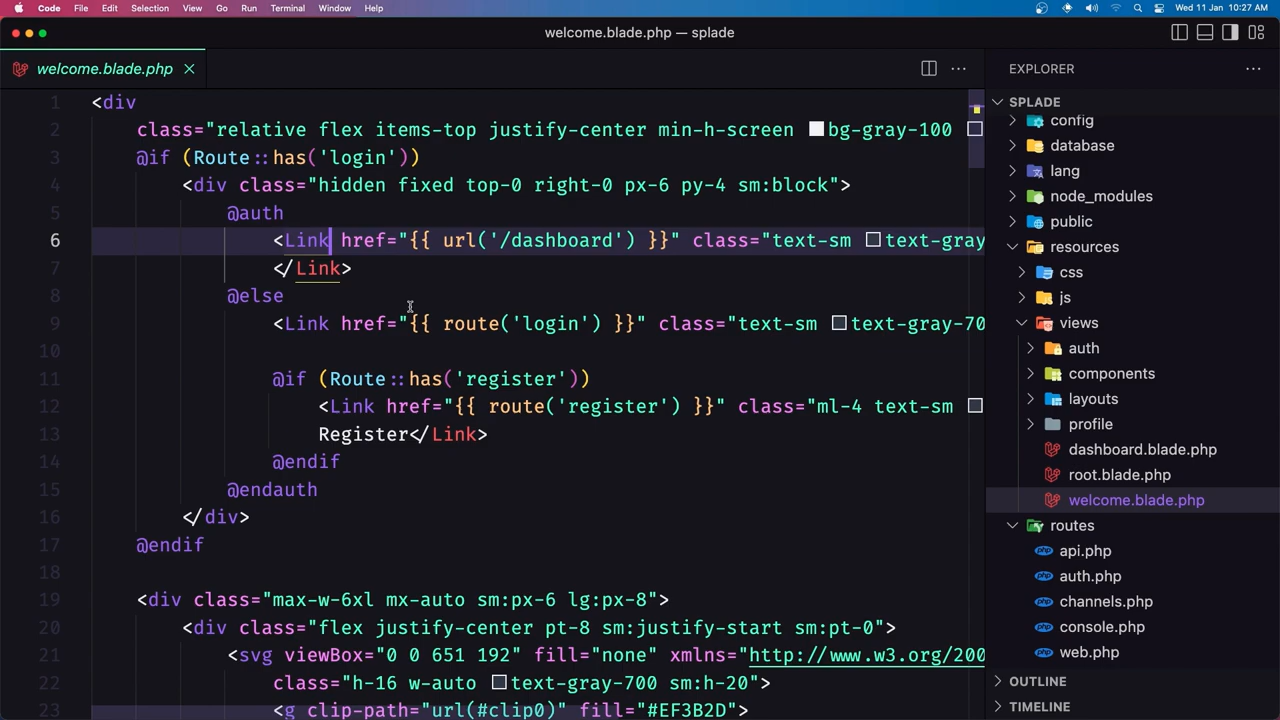 Code File Edit Selection View Go Run Terminal Window Help Wed 11 Jan 10:27 AM
welcome.blade.php — splade
welcome.blade.php
EXPLORER
1 <div
2 class="relative flex items-top justify-center min-h-screen bg-gray-100
3 @if (Route::has('login'))
4 <div class="hidden fixed top-0 right-0 px-6 py-4 sm:block">
5 @auth
6 <Link href="{{ url('/dashboard') }}" class="text-sm text-gray
7 </Link>
8 @else
9 <Link href="{{ route('login') }}" class="text-sm text-gray-70
10
11 @if (Route::has('register'))
12 <Link href="{{ route('register') }}" class="ml-4 text-sm
13 Register</Link>
14 @endif
15 @endauth
16 </div>
17 @endif
18
19 <div class="max-w-6xl mx-auto sm:px-6 lg:px-8">
20 <div class="flex justify-center pt-8 sm:justify-start sm:pt-0">
21 <svg viewBox="0 0 651 192" fill="none" xmlns="http://www.w3.org/200
22 class="h-16 w-auto text-gray-700 sm:h-20">
23 <g clip-path="url(#clip0)" fill="#EF3B2D">
SPLADE
config
database
lang
node_modules
public
resources
css
js
views
auth
components
layouts
profile
dashboard.blade.php
root.blade.php
welcome.blade.php
routes
php api.php
php auth.php
php channels.php
php console.php
php web.php
OUTLINE
TIMELINE